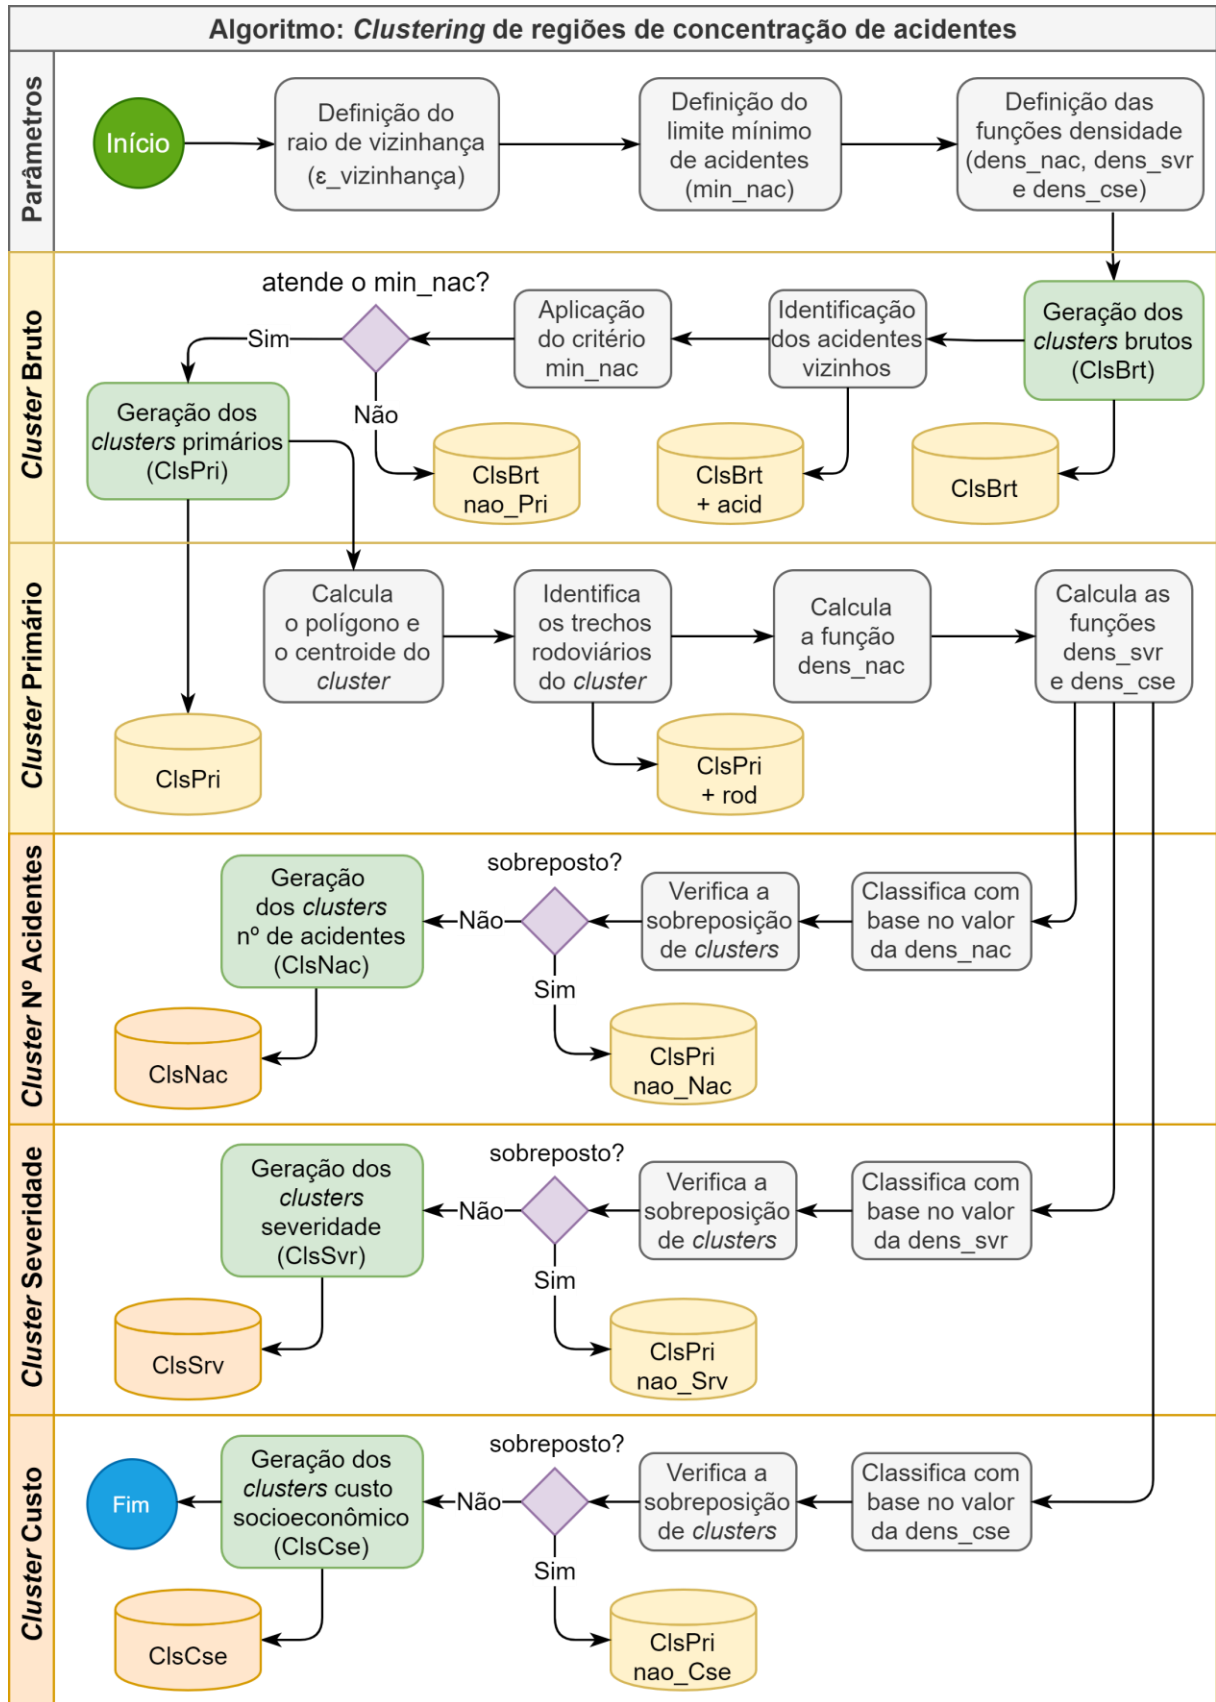 Algoritmo: Clustering de regiões de concentração de acidentes
Parâmetros
Início
Definição do
raio de vizinhança
(ε_vizinhança)
Definição do
limite mínimo
de acidentes
(min_nac)
Definição das
funções densidade
(dens_nac, dens_svr
e dens_cse)
Cluster Bruto
atende o min_nac?
Sim
Não
Aplicação
do critério
min_nac
Identificação
dos acidentes
vizinhos
Geração dos
clusters brutos
(ClsBrt)
Geração dos
clusters primários
(ClsPri)
ClsBrt
nao_Pri
ClsBrt
+ acid
ClsBrt
Cluster Primário
Calcula
o polígono e
o centroide do
cluster
Identifica
os trechos
rodoviários
do cluster
Calcula
a função
dens_nac
Calcula as
funções
dens_svr
e dens_cse
ClsPri
ClsPri
+ rod
Cluster Nº Acidentes
Geração
dos clusters
nº de acidentes
(ClsNac)
Não
sobreposto?
Sim
Verifica a
sobreposição
de clusters
Classifica com
base no valor
da dens_nac
ClsNac
ClsPri
nao_Nac
Cluster Severidade
Geração dos
clusters
severidade
(ClsSvr)
Não
sobreposto?
Sim
Verifica a
sobreposição
de clusters
Classifica com
base no valor
da dens_svr
ClsSrv
ClsPri
nao_Srv
Cluster Custo
Fim
Geração dos
clusters custo
socioeconômico
(ClsCse)
Não
sobreposto?
Sim
Verifica a
sobreposição
de clusters
Classifica com
base no valor
da dens_cse
ClsCse
ClsPri
nao_Cse